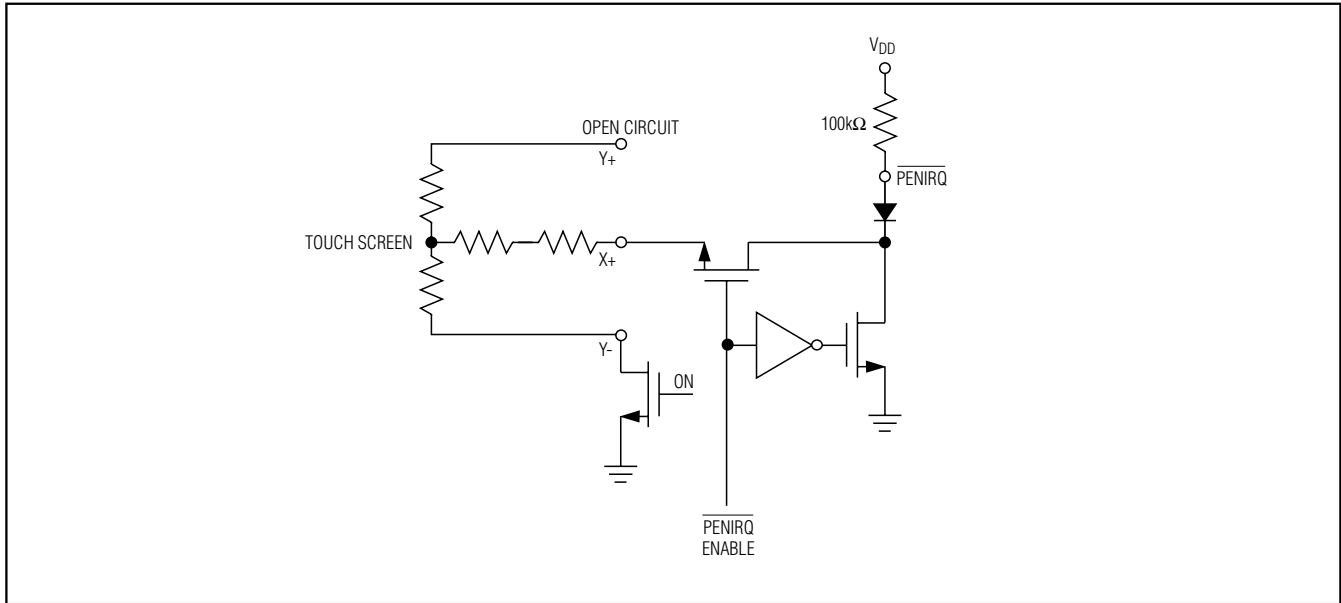 VDD
100kΩ
OPEN CIRCUIT
Y+
PENIRQ
TOUCH SCREEN
X+
Y-
ON
PENIRQ
ENABLE